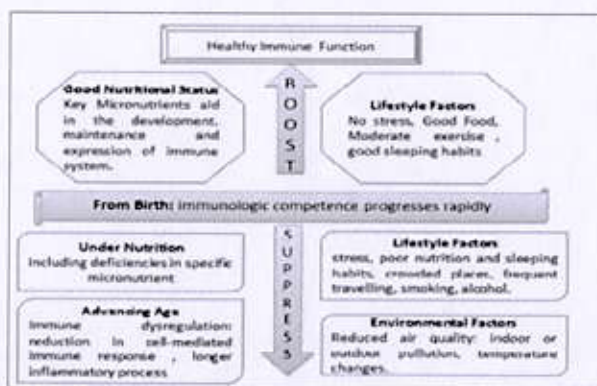 Healthy Immune Function
Good Nutritional Status
Key Micronutrients aid
in the development,
maintenance and
expression of immune
system.
BOOST
Lifestyle Factors
No stress, Good Food,
Moderate exercise ,
good sleeping habits
From Birth: immunologic competence progresses rapidly
SUPPRESS
Under Nutrition
Including deficiencies in specific
micronutrient
Lifestyle Factors
stress, poor nutrition and sleeping
habits, crowded places, frequent
travelling, smoking, alcohol.
Advancing Age
Immune dysregulation:
reduction in cell-mediated
immune response , longer
inflammatory process
Environmental Factors
Reduced air quality: indoor or
outdoor pollution, temperature
changes.